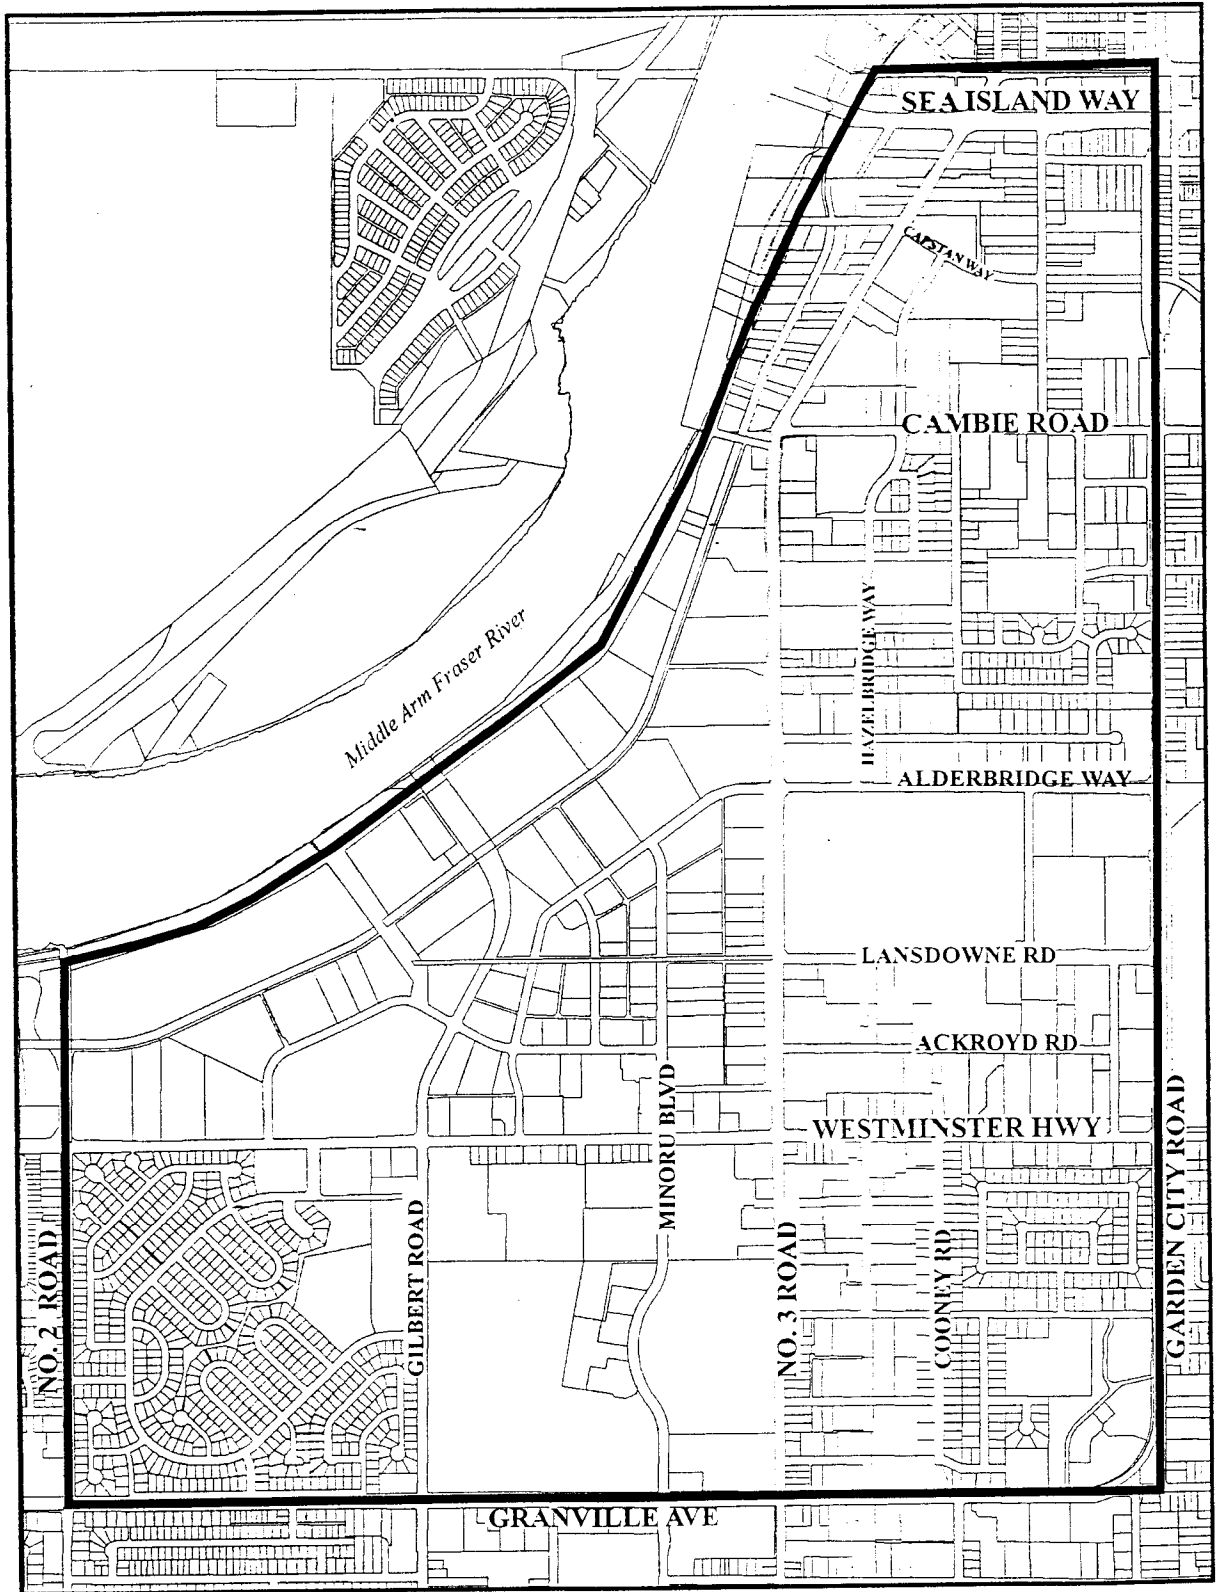 SEA ISLAND WAY
CAPSTAN WAY
CAMBIE ROAD
Middle Arm Fraser River
HAZELBRIDGE WAY
ALDERBRIDGE WAY
LANSDOWNE RD
ACKROYD RD
WESTMINSTER HWY
MINORU BLVD
GARDEN CITY ROAD
NO. 2 ROAD
GILBERT ROAD
NO. 3 ROAD
COONEY RD
GRANVILLE AVE